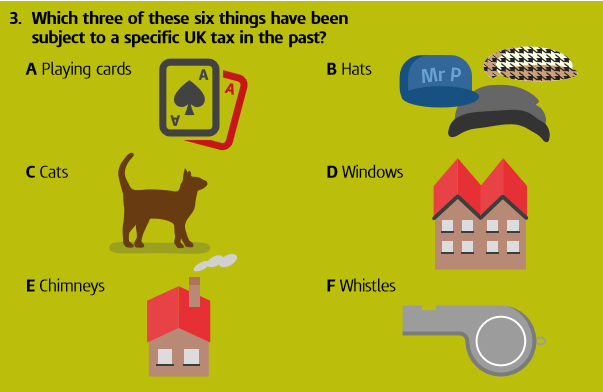 3. Which three of these six things have been
subject to a specific UK tax in the past?
A Playing cards
B Hats
A
A
A
Mr P
C Cats
D Windows
E Chimneys
F Whistles